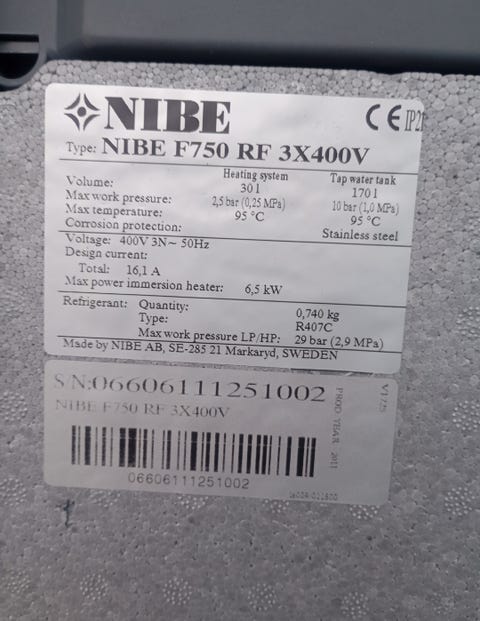 NIBE CE IP21
Type: NIBE F750 RF 3X400V
Heating system Tap water tank
Volume: 30 l 170 l
Max work pressure: 2,5 bar (0,25 MPa) 10 bar (1,0 MPa)
Max temperature: 95 °C 95 °C
Corrosion protection: Stainless steel
Voltage: 400V 3N~ 50Hz
Design current:
Total: 16,1 A
Max power immersion heater: 6,5 kW
Refrigerant: Quantity: 0,740 kg
Type: R407C
Max work pressure LP/HP: 29 bar (2,9 MPa)
Made by NIBE AB, SE-285 21 Markaryd, SWEDEN
S/N:06606111251002
NIBE F750 RF 3X400V
06606111251002
PROD. YEAR. 2011
V1125